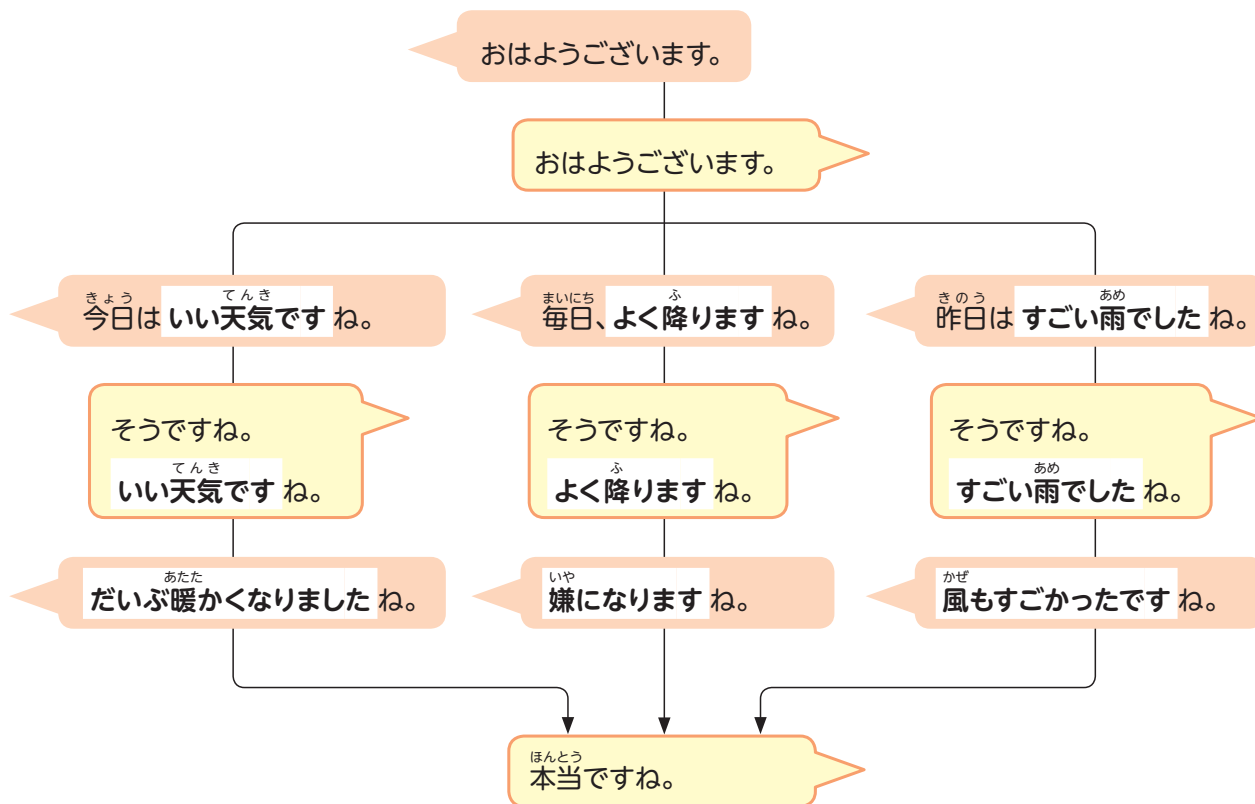 おはようございます。
おはようございます。
きょう てんき
今日は いい天気です ね。
そうですね。
てんき
いい天気です ね。
あたた
だいぶ暖かくなりました ね。
まいにち ふ
毎日、よく降ります ね。
そうですね。
ふ
よく降ります ね。
いや
嫌になります ね。
きのう あめ
昨日は すごい雨でした ね。
そうですね。
あめ
すごい雨でした ね。
かぜ
風もすごかったです ね。
ほんとう
本当ですね。